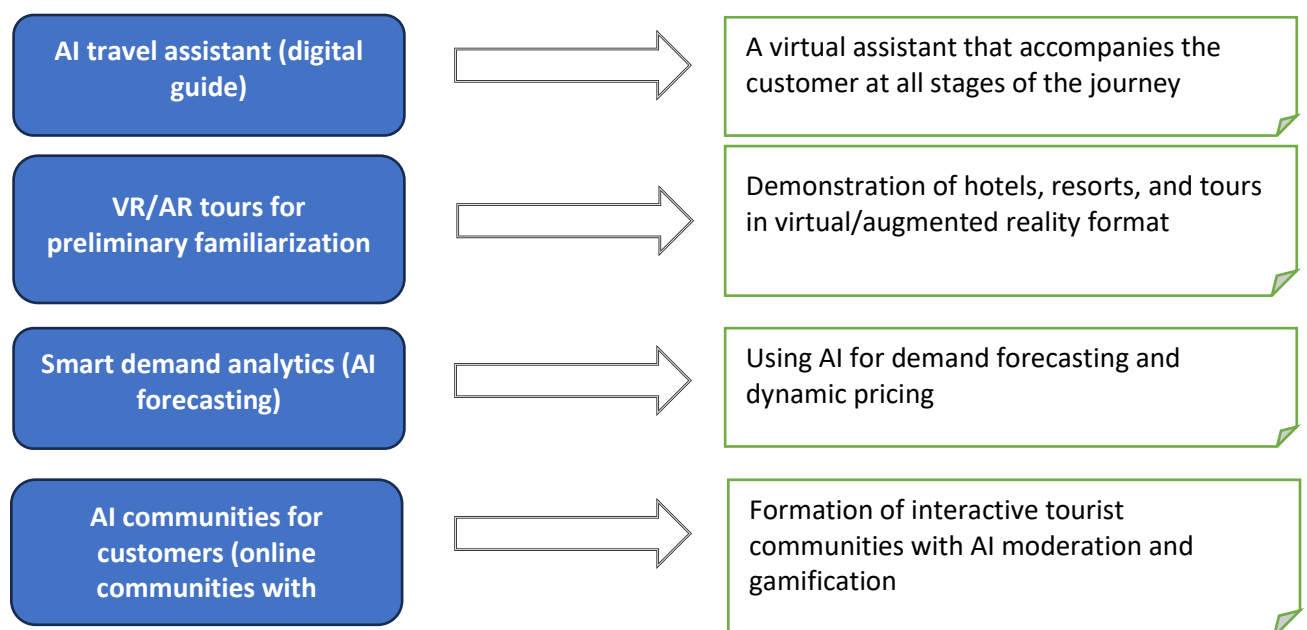 AI travel assistant (digital
guide)
A virtual assistant that accompanies the
customer at all stages of the journey
VR/AR tours for
preliminary familiarization
Demonstration of hotels, resorts, and tours
in virtual/augmented reality format
Smart demand analytics (AI
forecasting)
Using AI for demand forecasting and
dynamic pricing
AI communities for
customers (online
communities with
Formation of interactive tourist
communities with AI moderation and
gamification